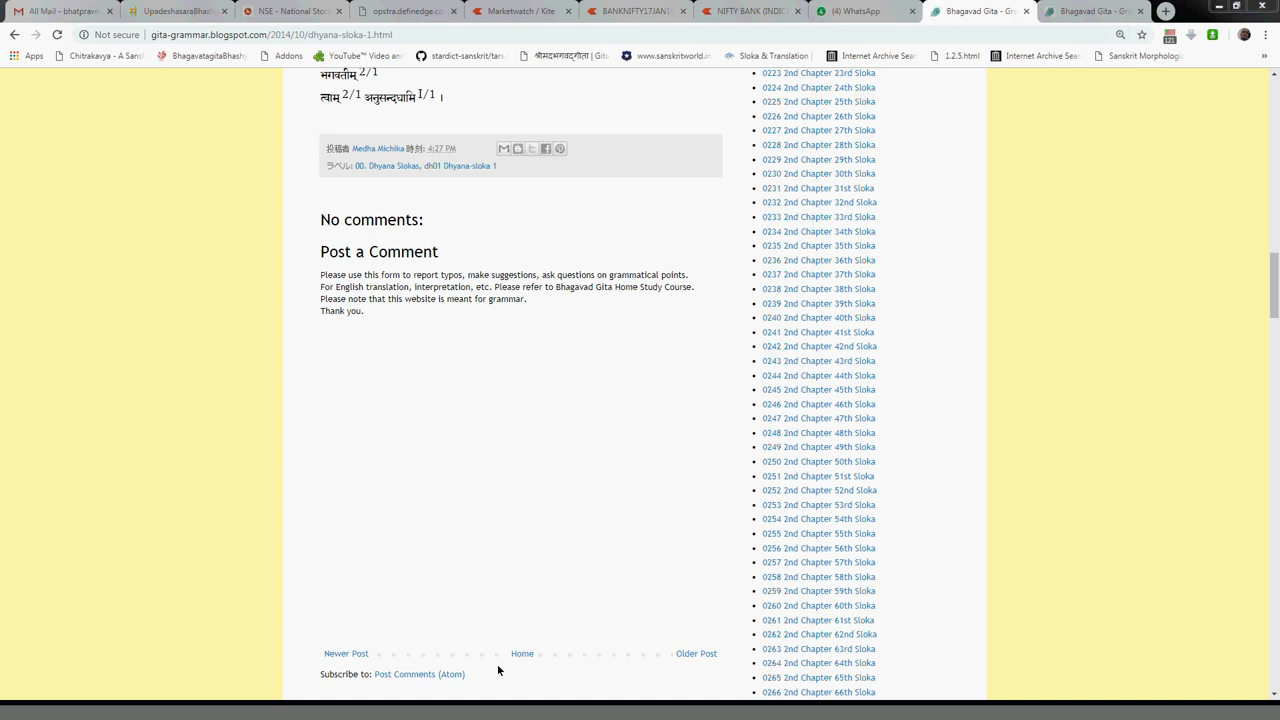 All Mail - bhatprav
UpadeshasaraBhash
NSE - National Stoc
opstra.definedge.co
Marketwatch / Kite
BANKNIFTY17JAN1
NIFTY BANK (INDIC
(4) WhatsApp
Bhagavad Gita - Gra
Bhagavad Gita - Gra
Not secure | gita-grammar.blogspot.com/2014/10/dhyana-sloka-1.html
Apps
Chitrakavya - A Sans
BhagavatagitaBhashy
Addons
YouTube™ Video and
stardict-sanskrit/tars
श्रीमदभगवद्गीता | Gita
www.sanskritworld.in
Sloka & Translation |
Internet Archive Sear
1.2.5.html
Internet Archive Sear
Sanskrit Morphologi
भगवतीम् 2/1
त्वाम् 2/1 अनुसन्दधामि I/1 ।
投稿者 Medha Michika 時刻: 4:27 PM
ラベル: 00. Dhyana Slokas, dh01 Dhyana-sloka 1
No comments:
Post a Comment
Please use this form to report typos, make suggestions, ask questions on grammatical points.
For English translation, interpretation, etc. Please refer to Bhagavad Gita Home Study Course.
Please note that this website is meant for grammar.
Thank you.
Newer Post
Home
Older Post
Subscribe to: Post Comments (Atom)
0223 2nd Chapter 23rd Sloka
0224 2nd Chapter 24th Sloka
0225 2nd Chapter 25th Sloka
0226 2nd Chapter 26th Sloka
0227 2nd Chapter 27th Sloka
0228 2nd Chapter 28th Sloka
0229 2nd Chapter 29th Sloka
0230 2nd Chapter 30th Sloka
0231 2nd Chapter 31st Sloka
0232 2nd Chapter 32nd Sloka
0233 2nd Chapter 33rd Sloka
0234 2nd Chapter 34th Sloka
0235 2nd Chapter 35th Sloka
0236 2nd Chapter 36th Sloka
0237 2nd Chapter 37th Sloka
0238 2nd Chapter 38th Sloka
0239 2nd Chapter 39th Sloka
0240 2nd Chapter 40th Sloka
0241 2nd Chapter 41st Sloka
0242 2nd Chapter 42nd Sloka
0243 2nd Chapter 43rd Sloka
0244 2nd Chapter 44th Sloka
0245 2nd Chapter 45th Sloka
0246 2nd Chapter 46th Sloka
0247 2nd Chapter 47th Sloka
0248 2nd Chapter 48th Sloka
0249 2nd Chapter 49th Sloka
0250 2nd Chapter 50th Sloka
0251 2nd Chapter 51st Sloka
0252 2nd Chapter 52nd Sloka
0253 2nd Chapter 53rd Sloka
0254 2nd Chapter 54th Sloka
0255 2nd Chapter 55th Sloka
0256 2nd Chapter 56th Sloka
0257 2nd Chapter 57th Sloka
0258 2nd Chapter 58th Sloka
0259 2nd Chapter 59th Sloka
0260 2nd Chapter 60th Sloka
0261 2nd Chapter 61st Sloka
0262 2nd Chapter 62nd Sloka
0263 2nd Chapter 63rd Sloka
0264 2nd Chapter 64th Sloka
0265 2nd Chapter 65th Sloka
0266 2nd Chapter 66th Sloka